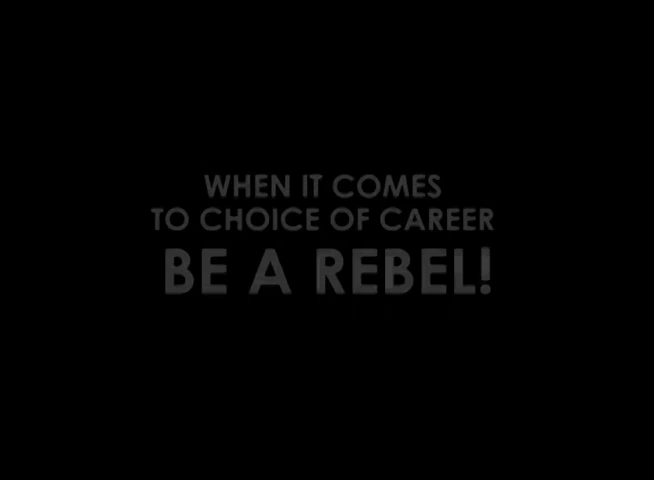 WHEN IT COMES
TO CHOICE OF CAREER
BE A REBEL!